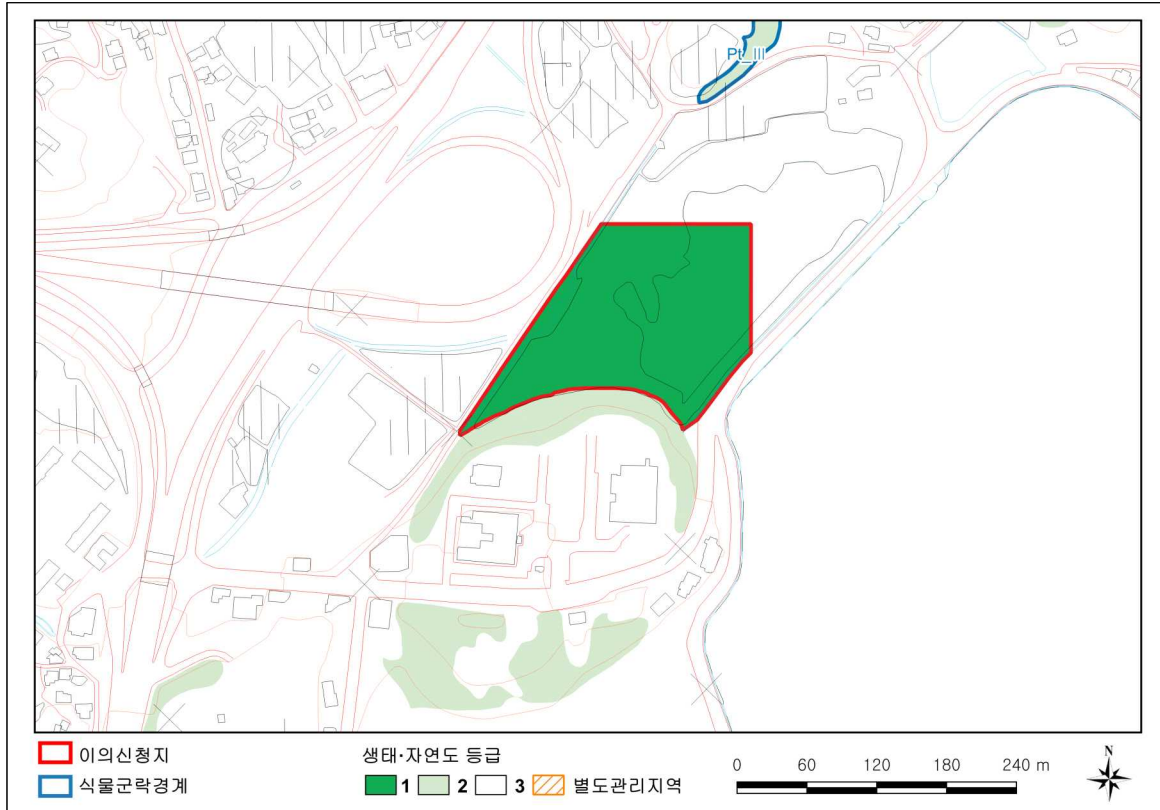 Pt_III
이의신청지
식물군락경계
생태·자연도 등급
1 2 3 별도관리지역
0 60 120 180 240 m
N